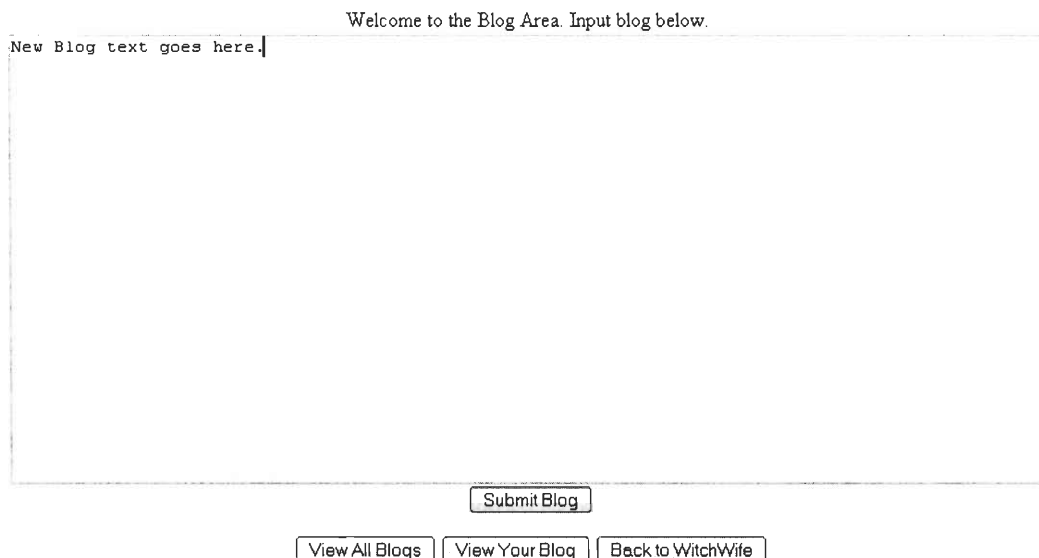 Welcome to the Blog Area. Input blog below.
New Blog text goes here.
Submit Blog
View All Blogs View Your Blog Back to WitchWife